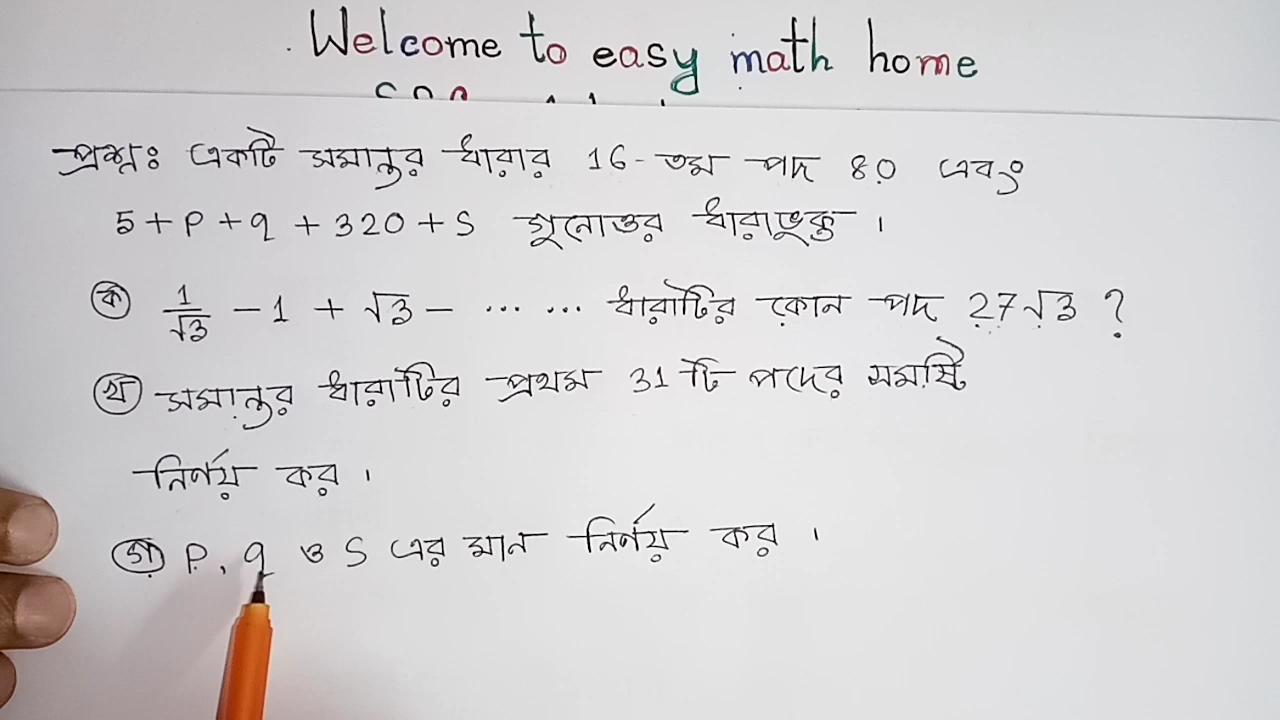 Welcome to easy math home
প্রশ্নঃ একটি সমান্তর ধারার 16-তম পদ 80 এবং
5+P+q+320+S গুনোত্তর ধারাভুক্ত ।
ক 1/√3 - 1 + √3 - ... ... ধারাটির কোন পদ 27√3 ?
খ সমান্তর ধারাটির প্রথম 31 টি পদের সমষ্টি
নির্ণয় কর ।
গ P, q ও S এর মান নির্ণয় কর ।